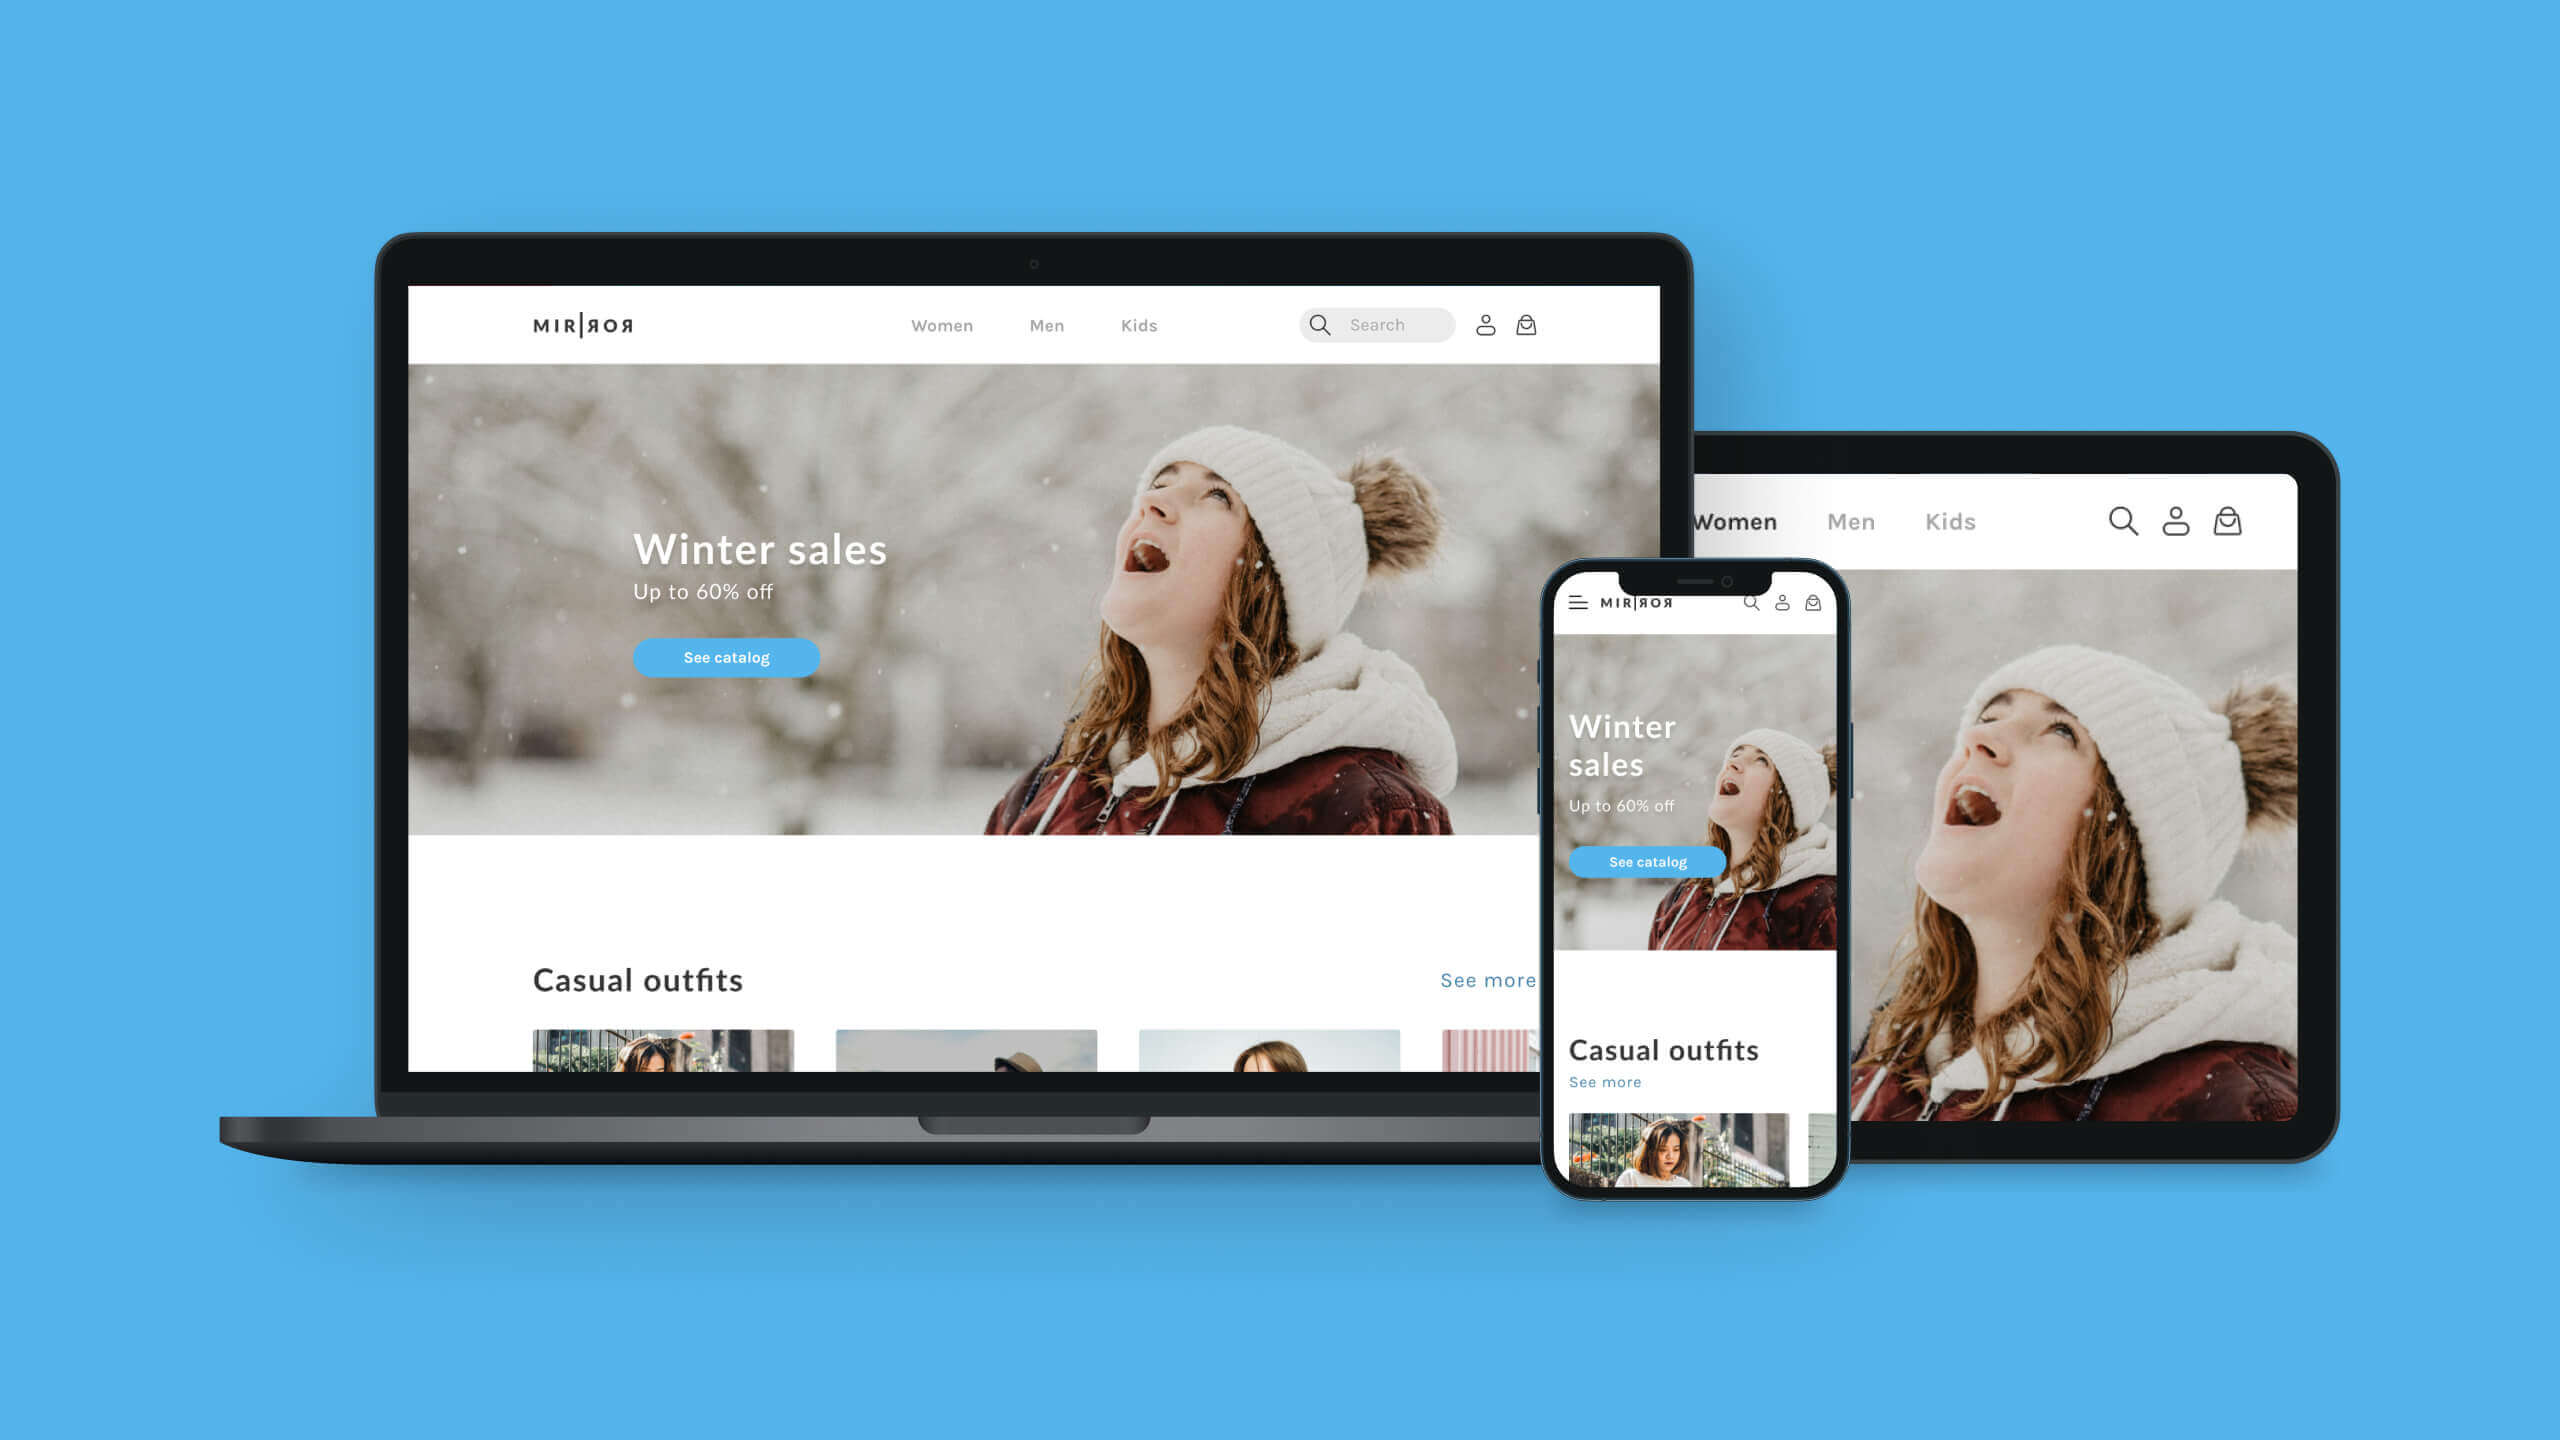 MIR|ЯOЯ
Women Men Kids
Search
Winter sales
Up to 60% off
See catalog
Casual outfits
See more
Women Men Kids
MIR|ЯOЯ
Winter
sales
Up to 60% off
See catalog
Casual outfits
See more